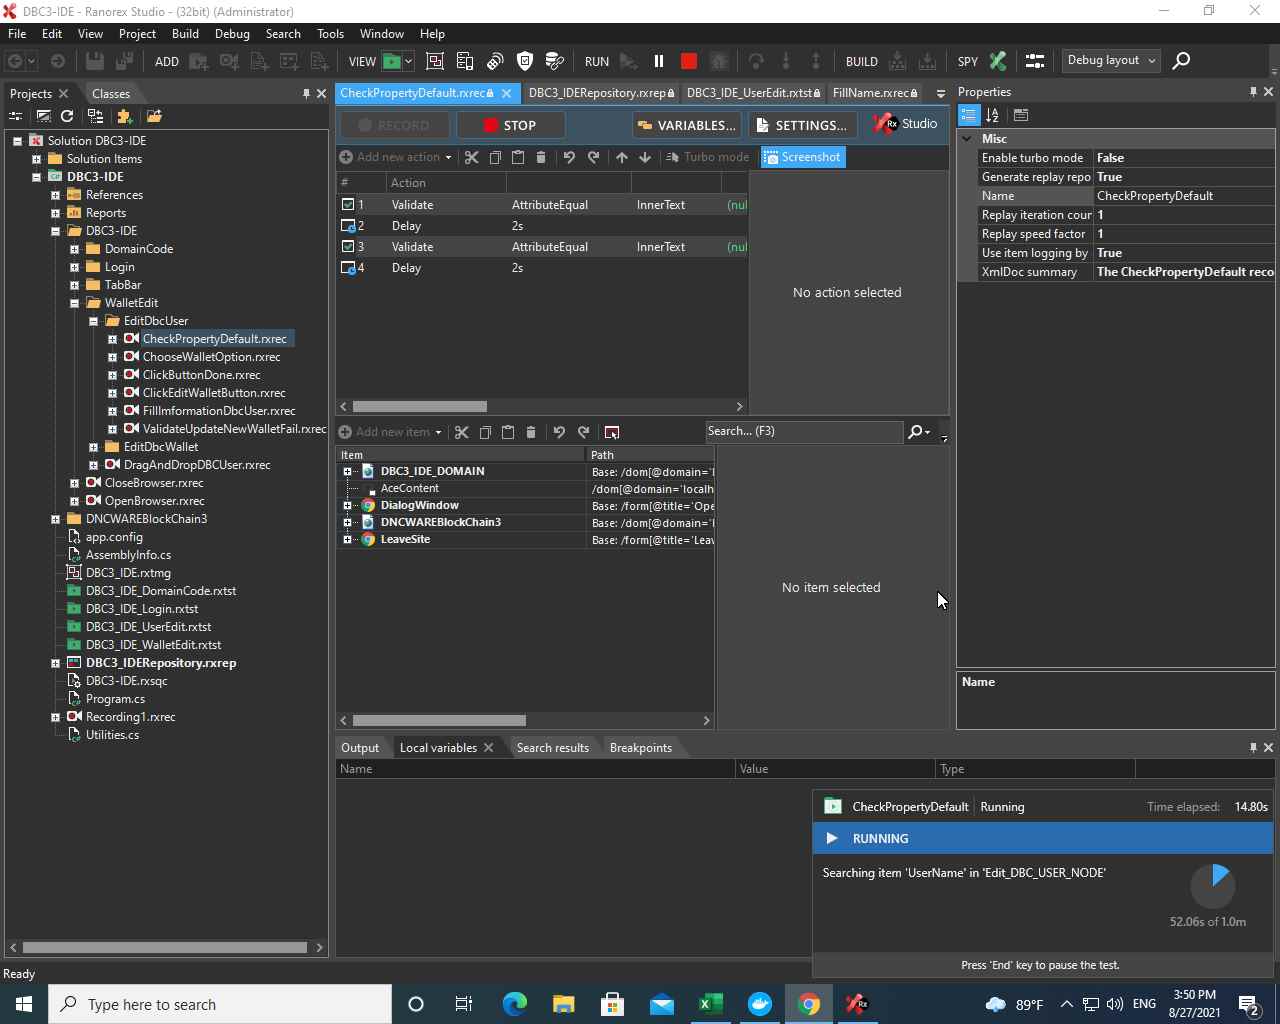 DBC3-IDE - Ranorex Studio - (32bit) (Administrator)
File Edit View Project Build Debug Search Tools Window Help
ADD VIEW RUN BUILD SPY Debug layout
Projects Classes
Solution DBC3-IDE
Solution Items
DBC3-IDE
References
Reports
DBC3-IDE
DomainCode
Login
TabBar
WalletEdit
EditDbcUser
CheckPropertyDefault.rxrec
ChooseWalletOption.rxrec
ClickButtonDone.rxrec
ClickEditWalletButton.rxrec
FillImformationDbcUser.rxrec
ValidateUpdateNewWalletFail.rxrec
EditDbcWallet
DragAndDropDBCUser.rxrec
CloseBrowser.rxrec
OpenBrowser.rxrec
DNCWAREBlockChain3
app.config
AssemblyInfo.cs
DBC3_IDE.rxtmg
DBC3_IDE_DomainCode.rxtst
DBC3_IDE_Login.rxtst
DBC3_IDE_UserEdit.rxtst
DBC3_IDE_WalletEdit.rxtst
DBC3_IDERepository.rxrep
DBC3-IDE.rxsqc
Program.cs
Recording1.rxrec
Utilities.cs
CheckPropertyDefault.rxrec DBC3_IDERepository.rxrep DBC3_IDE_UserEdit.rxtst FillName.rxrec
RECORD STOP VARIABLES... SETTINGS... Rx Studio
Add new action Turbo mode Screenshot
# Action
1 Validate AttributeEqual InnerText (nul
2 Delay 2s
3 Validate AttributeEqual InnerText (nul
4 Delay 2s
No action selected
Add new item Search... (F3)
Item Path
DBC3_IDE_DOMAIN Base: /dom[@domain='l
AceContent /dom[@domain='localh
DialogWindow Base: /form[@title='Ope
DNCWAREBlockChain3 Base: /dom[@domain='l
LeaveSite Base: /form[@title='Leav
No item selected
Properties
Misc
Enable turbo mode False
Generate replay repo True
Name CheckPropertyDefault
Replay iteration cour 1
Replay speed factor 1
Use item logging by True
XmlDoc summary The CheckPropertyDefault reco
Name
Output Local variables Search results Breakpoints
Name Value Type
CheckPropertyDefault Running Time elapsed: 14.80s
RUNNING
Searching item 'UserName' in 'Edit_DBC_USER_NODE'
52.06s of 1.0m
Press 'End' key to pause the test.
Ready
Type here to search
89°F ENG 3:50 PM
8/27/2021
2